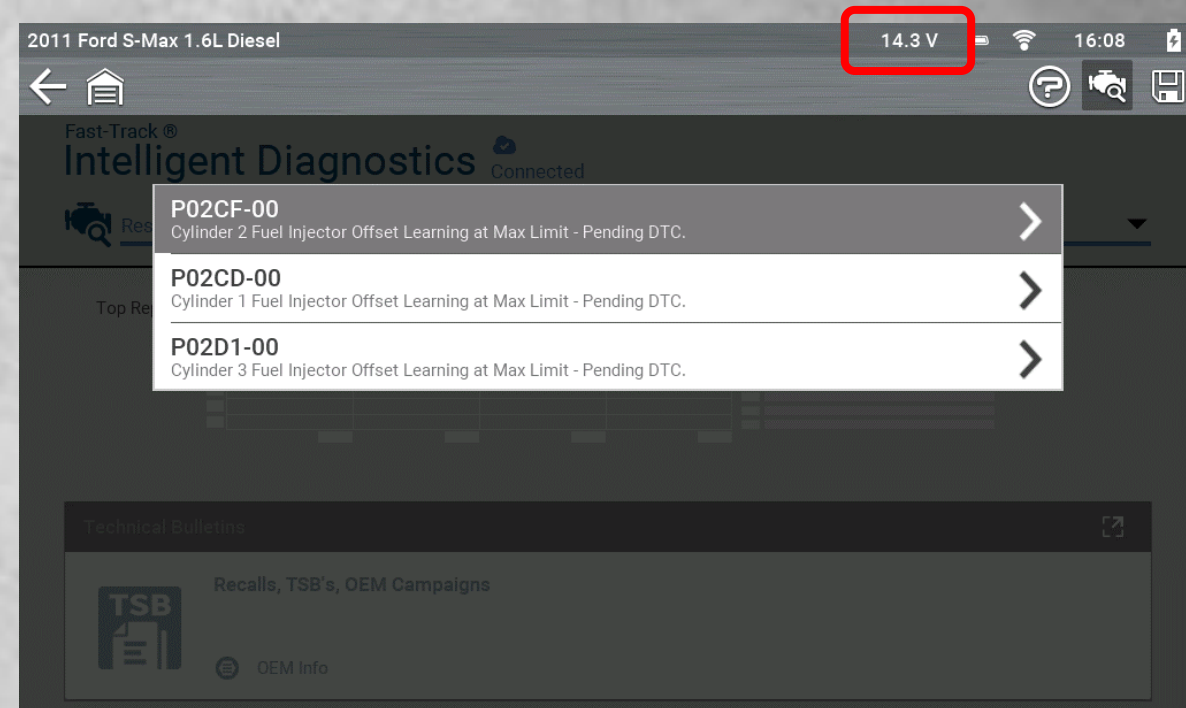 2011 Ford S-Max 1.6L Diesel 14.3 V 16:08
Fast-Track ®
Intelligent Diagnostics Connected
Res
P02CF-00
Cylinder 2 Fuel Injector Offset Learning at Max Limit - Pending DTC.
P02CD-00
Cylinder 1 Fuel Injector Offset Learning at Max Limit - Pending DTC.
Top Re
P02D1-00
Cylinder 3 Fuel Injector Offset Learning at Max Limit - Pending DTC.
Technical Bulletins
Recalls, TSB's, OEM Campaigns
TSB
OEM Info